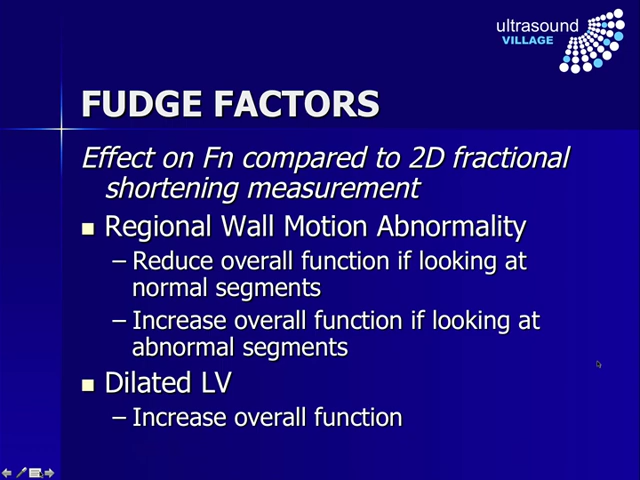 ultrasound
VILLAGE
FUDGE FACTORS
Effect on Fn compared to 2D fractional
shortening measurement
■ Regional Wall Motion Abnormality
– Reduce overall function if looking at
normal segments
– Increase overall function if looking at
abnormal segments
■ Dilated LV
– Increase overall function